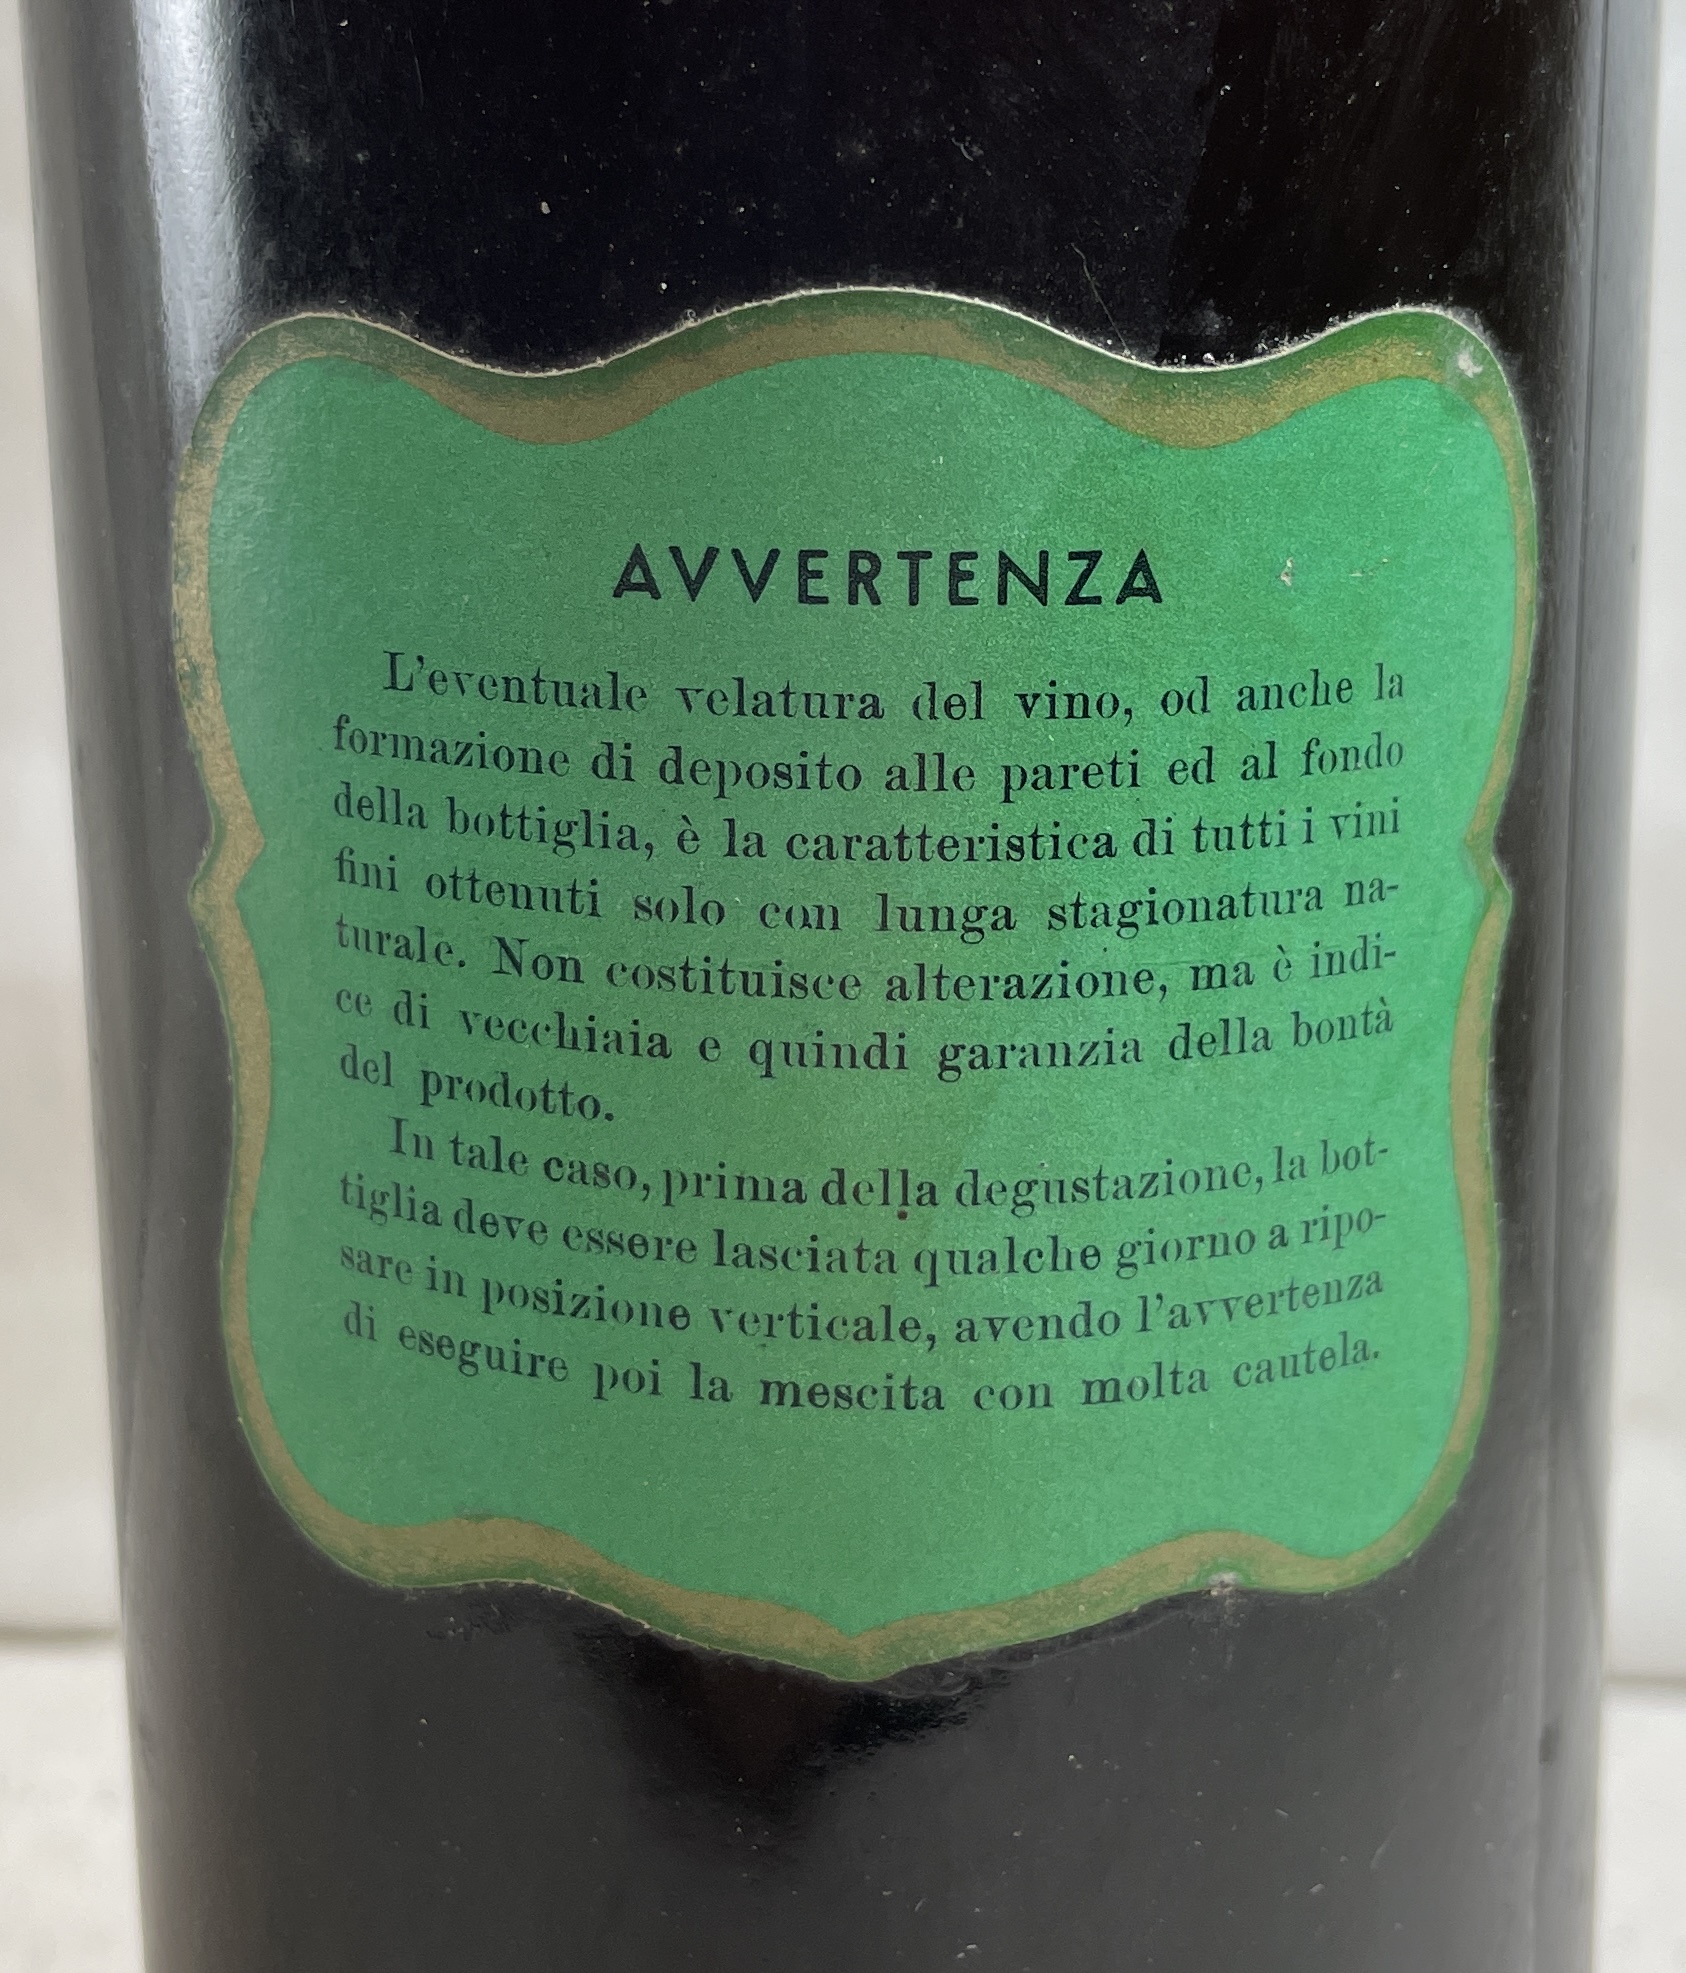 AVVERTENZA
L'eventuale velatura del vino, od anche la
formazione di deposito alle pareti ed al fondo
della bottiglia, è la caratteristica di tutti i vini
fini ottenuti solo con lunga stagionatura na-
turale. Non costituisce alterazione, ma è indi-
ce di vecchiaia e quindi garanzia della bontà
del prodotto.
In tale caso, prima della degustazione, la bot-
tiglia deve essere lasciata qualche giorno a ripo-
sare in posizione verticale, avendo l'avvertenza
di eseguire poi la mescita con molta cautela.